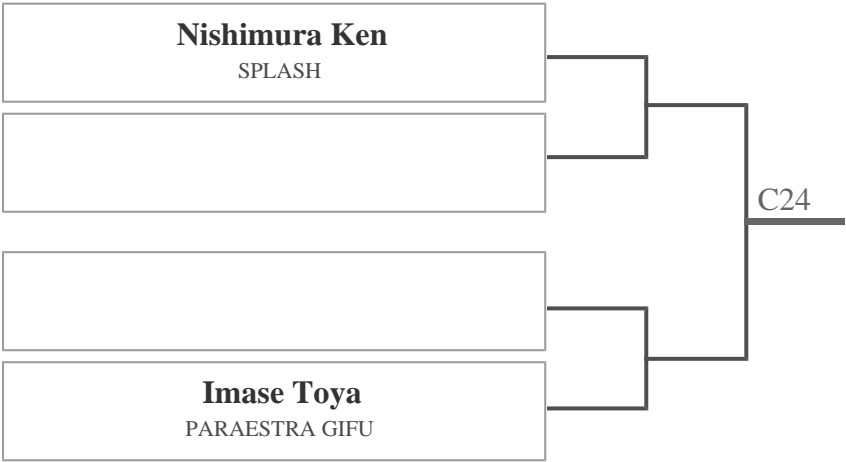 Nishimura Ken
SPLASH
C24
Imase Toya
PARAESTRA GIFU